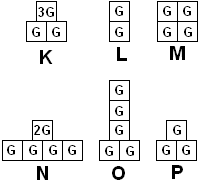 3G G G G
G G G G G
K L M
G
G
2G G G
G G G G G G G G
N O P